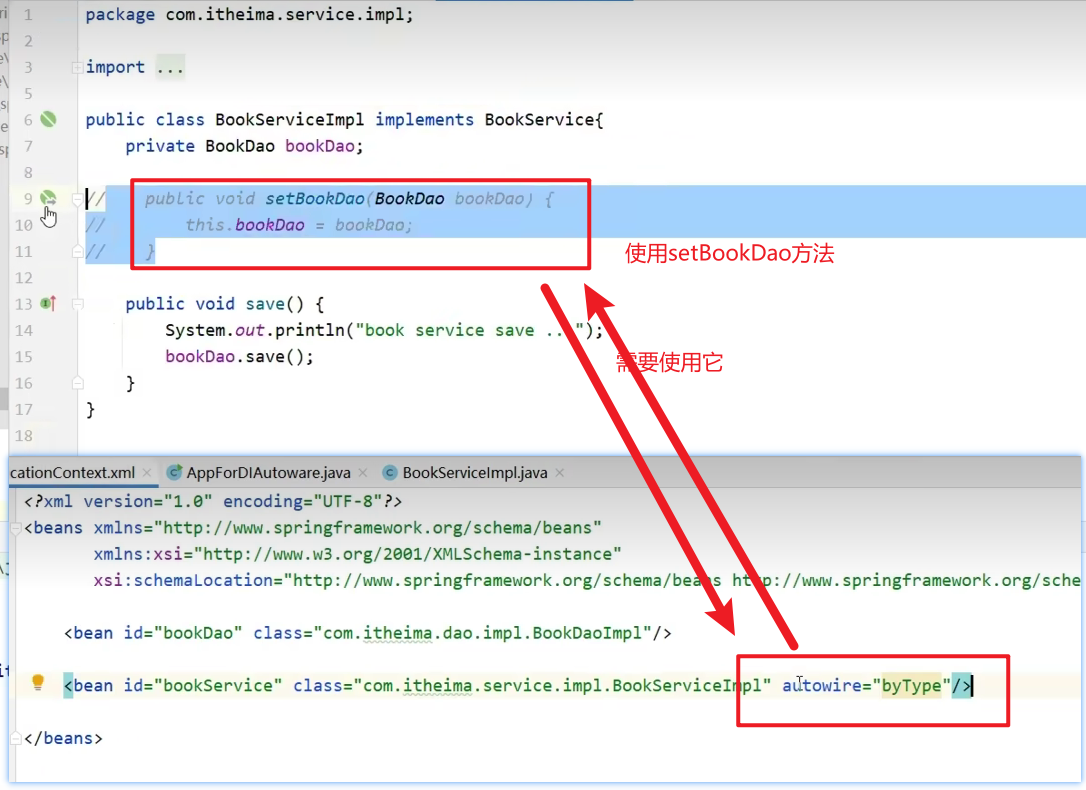 1 package com.itheima.service.impl;
2
3 import ...
5
6 public class BookServiceImpl implements BookService{
7 private BookDao bookDao;
8
9 // public void setBookDao(BookDao bookDao) {
10 // this.bookDao = bookDao;
11 // }
使用setBookDao方法
12
13 public void save() {
14 System.out.println("book service save ...");
15 bookDao.save();
需要使用它
16 }
17 }
18
cationContext.xml AppForDIAutoware.java BookServiceImpl.java
<?xml version="1.0" encoding="UTF-8"?>
<beans xmlns="http://www.springframework.org/schema/beans"
xmlns:xsi="http://www.w3.org/2001/XMLSchema-instance"
xsi:schemaLocation="http://www.springframework.org/schema/beans http://www.springframework.org/sche
<bean id="bookDao" class="com.itheima.dao.impl.BookDaoImpl"/>
<bean id="bookService" class="com.itheima.service.impl.BookServiceImpl" autowire="byType"/>
</beans>